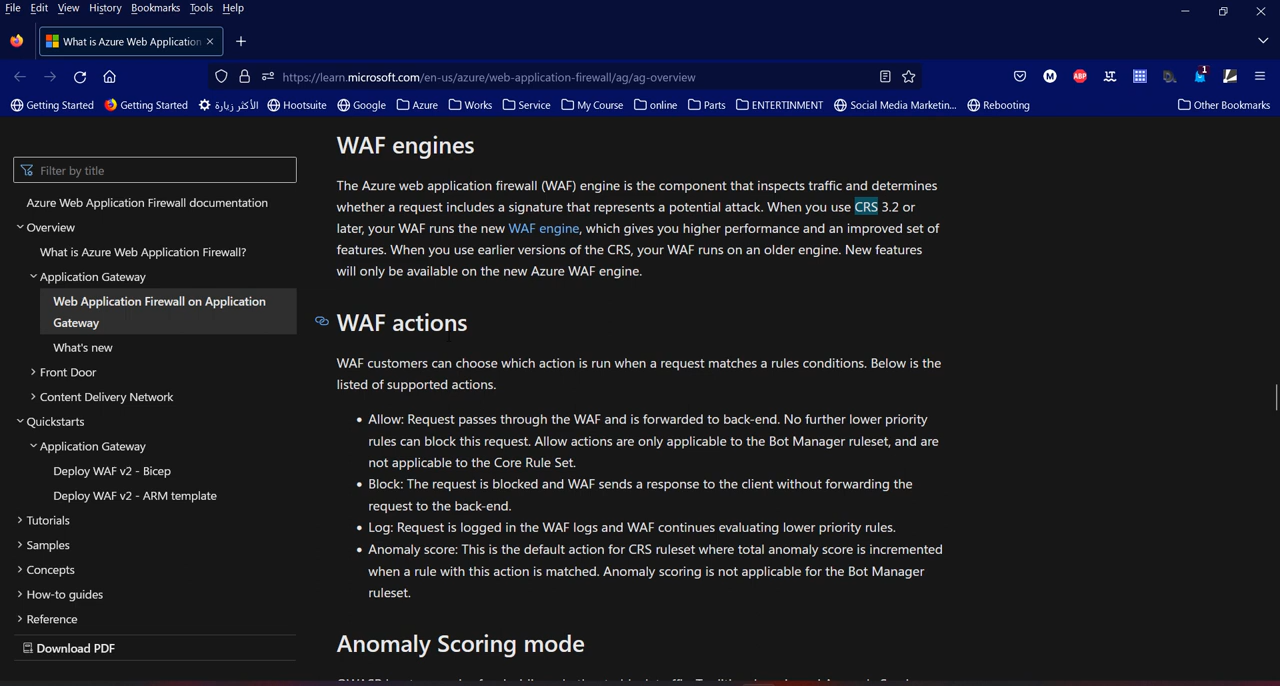 File Edit View History Bookmarks Tools Help
What is Azure Web Application
https://learn.microsoft.com/en-us/azure/web-application-firewall/ag/ag-overview
M ABP 1
Getting Started Getting Started الأكثر زيارة Hootsuite Google Azure Works Service My Course online Parts ENTERTINMENT Social Media Marketin... Rebooting Other Bookmarks
Filter by title
Azure Web Application Firewall documentation
Overview
What is Azure Web Application Firewall?
Application Gateway
Web Application Firewall on Application
Gateway
What's new
Front Door
Content Delivery Network
Quickstarts
Application Gateway
Deploy WAF v2 - Bicep
Deploy WAF v2 - ARM template
Tutorials
Samples
Concepts
How-to guides
Reference
Download PDF
WAF engines
The Azure web application firewall (WAF) engine is the component that inspects traffic and determines
whether a request includes a signature that represents a potential attack. When you use CRS 3.2 or
later, your WAF runs the new WAF engine, which gives you higher performance and an improved set of
features. When you use earlier versions of the CRS, your WAF runs on an older engine. New features
will only be available on the new Azure WAF engine.
WAF actions
WAF customers can choose which action is run when a request matches a rules conditions. Below is the
listed of supported actions.
• Allow: Request passes through the WAF and is forwarded to back-end. No further lower priority
rules can block this request. Allow actions are only applicable to the Bot Manager ruleset, and are
not applicable to the Core Rule Set.
• Block: The request is blocked and WAF sends a response to the client without forwarding the
request to the back-end.
• Log: Request is logged in the WAF logs and WAF continues evaluating lower priority rules.
• Anomaly score: This is the default action for CRS ruleset where total anomaly score is incremented
when a rule with this action is matched. Anomaly scoring is not applicable for the Bot Manager
ruleset.
Anomaly Scoring mode